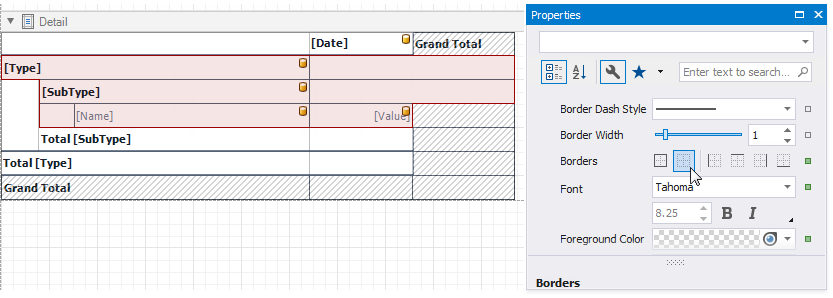 Detail
[Date] Grand Total
[Type]
[SubType]
[Name] [Value]
Total [SubType]
Total [Type]
Grand Total
Properties
Enter text to search...
Border Dash Style
Border Width 1
Borders
Font Tahoma
8.25 B I
Foreground Color
Borders